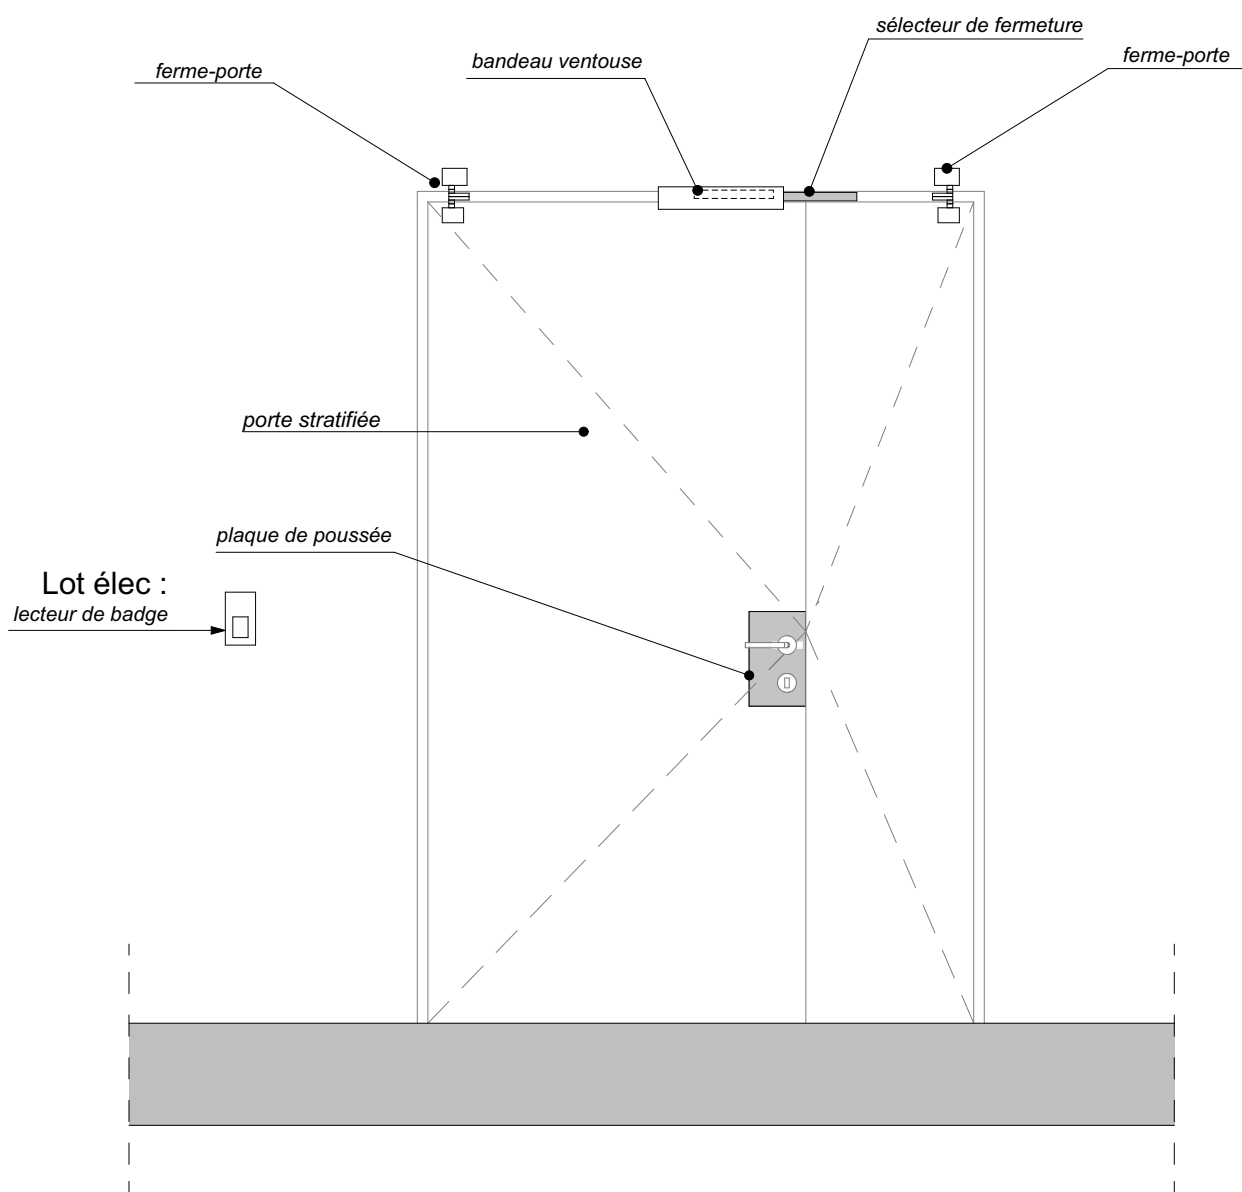 sélecteur de fermeture
ferme-porte
bandeau ventouse
ferme-porte
porte stratifiée
plaque de poussée
Lot élec :
lecteur de badge